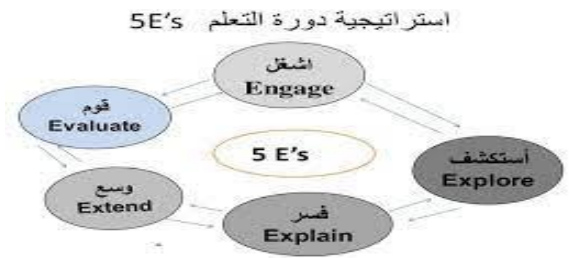 استراتيجية دورة التعلم 5E's
اشغل
Engage
أستكشف
Explore
فسر
Explain
وسع
Extend
قوم
Evaluate
5 E's